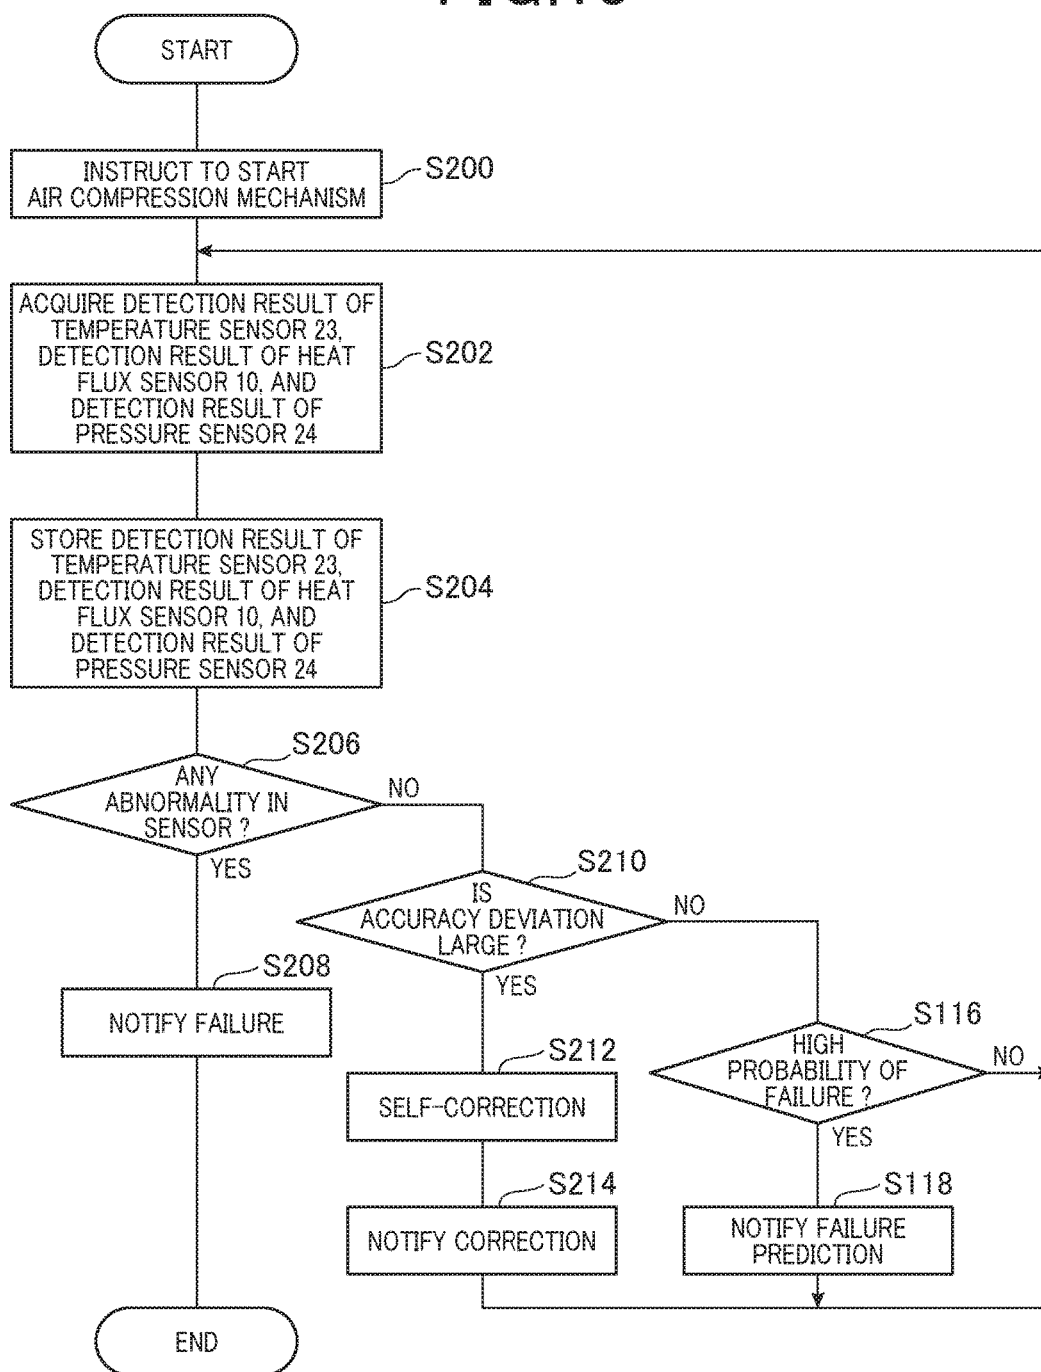 START
INSTRUCT TO START
AIR COMPRESSION MECHANISM
S200
ACQUIRE DETECTION RESULT OF
TEMPERATURE SENSOR 23,
DETECTION RESULT OF HEAT
FLUX SENSOR 10, AND
DETECTION RESULT OF
PRESSURE SENSOR 24
S202
STORE DETECTION RESULT OF
TEMPERATURE SENSOR 23,
DETECTION RESULT OF HEAT
FLUX SENSOR 10, AND
DETECTION RESULT OF
PRESSURE SENSOR 24
S204
S206
ANY
ABNORMALITY IN
SENSOR ?
NO
YES
S210
IS
ACCURACY DEVIATION
LARGE ?
NO
YES
S208
NOTIFY FAILURE
S116
HIGH
PROBABILITY OF
FAILURE ?
NO
YES
S212
SELF-CORRECTION
S214
NOTIFY CORRECTION
S118
NOTIFY FAILURE
PREDICTION
END